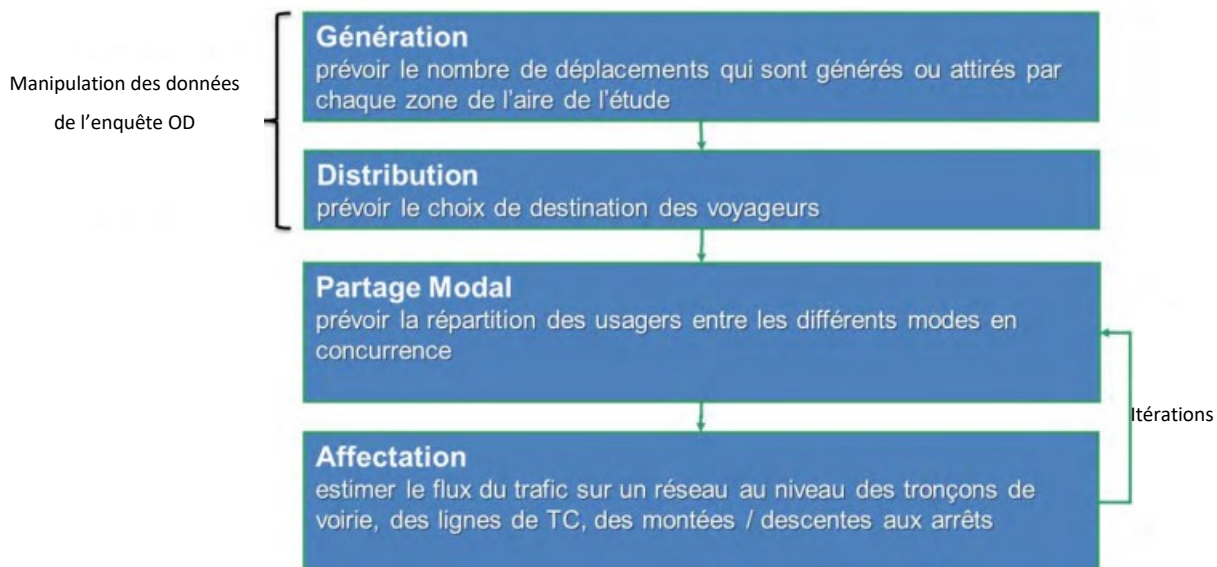 Manipulation des données
de l'enquête OD
Génération
prévoir le nombre de déplacements qui sont générés ou attirés par
chaque zone de l'aire de l'étude
Distribution
prévoir le choix de destination des voyageurs
Partage Modal
prévoir la répartition des usagers entre les différents modes en
concurrence
Itérations
Affectation
estimer le flux du trafic sur un réseau au niveau des tronçons de
voirie, des lignes de TC, des montées / descentes aux arrêts